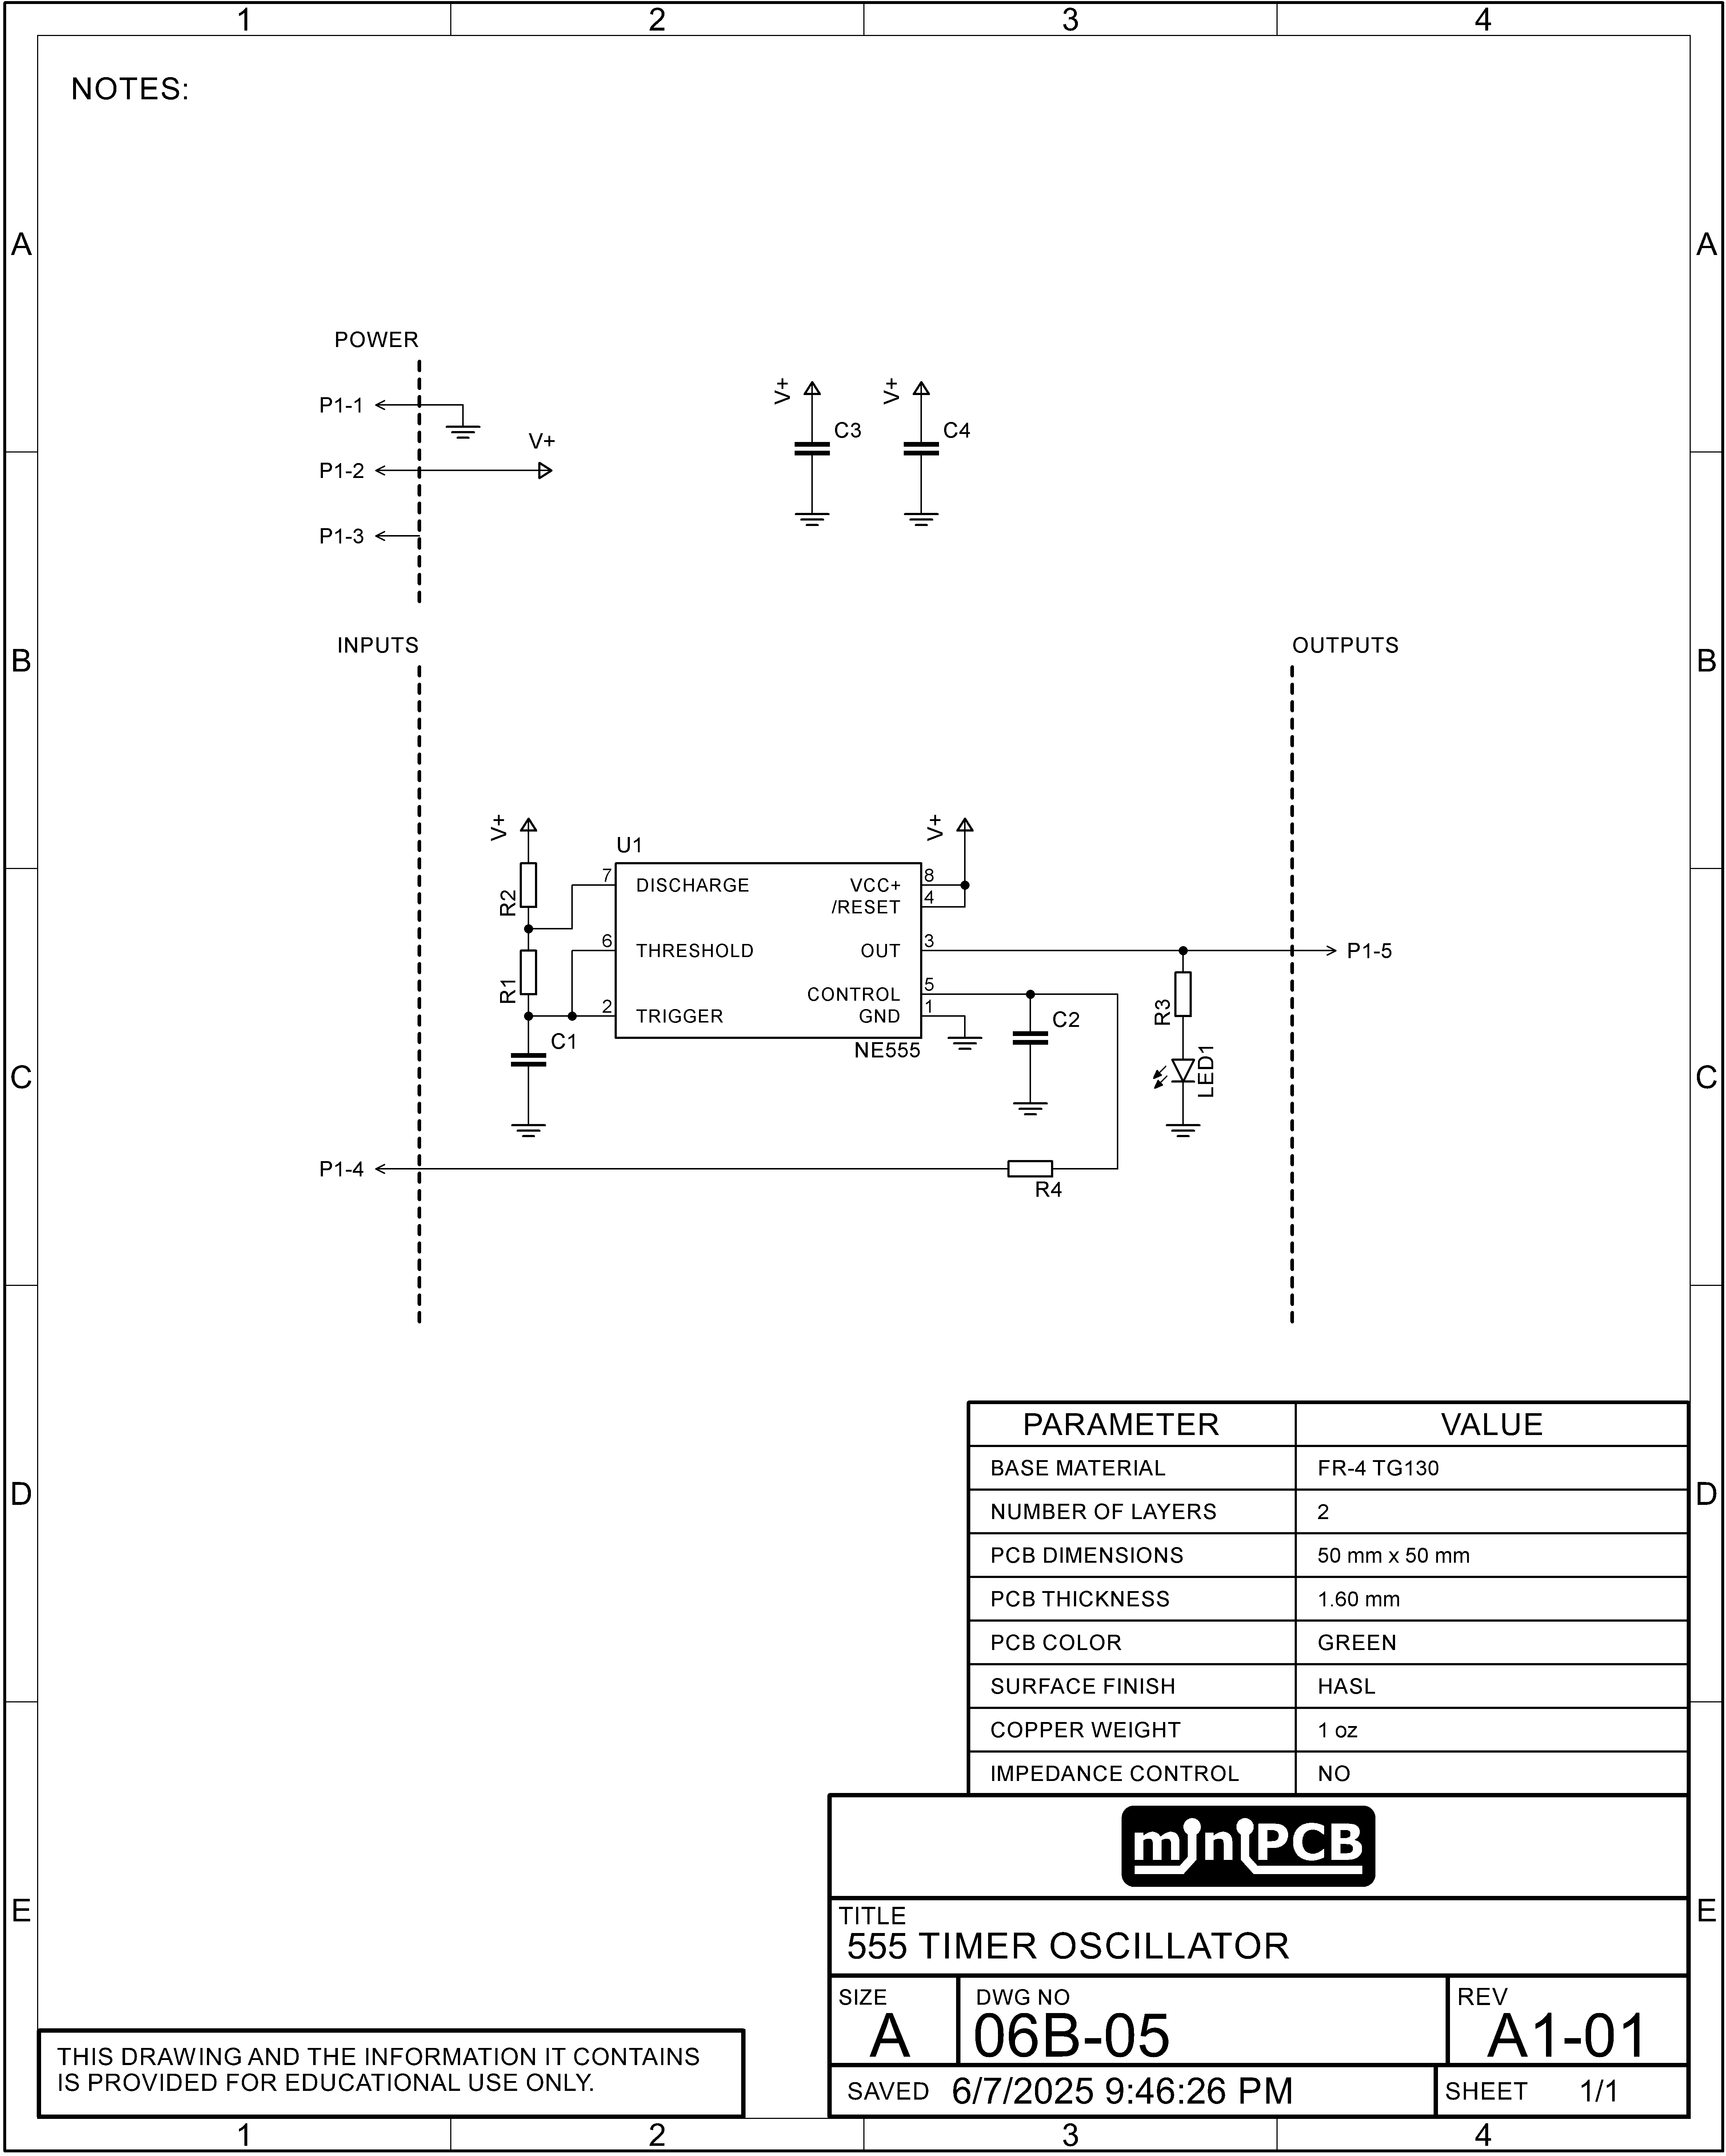 1 2 3 4
NOTES:
A A
POWER
P1-1
V+
P1-2
P1-3
V+ C3
V+ C4
B B
INPUTS OUTPUTS
V+
R2
R1
C1
U1
7 DISCHARGE VCC+ 8
/RESET 4
6 THRESHOLD OUT 3
CONTROL 5
2 TRIGGER GND 1
NE555
V+
P1-5
C2
R3
LED1
C C
P1-4
R4
PARAMETER VALUE
BASE MATERIAL FR-4 TG130
NUMBER OF LAYERS 2
PCB DIMENSIONS 50 mm x 50 mm
PCB THICKNESS 1.60 mm
PCB COLOR GREEN
SURFACE FINISH HASL
COPPER WEIGHT 1 oz
IMPEDANCE CONTROL NO
D D
miniPCB
TITLE
555 TIMER OSCILLATOR
E E
SIZE DWG NO REV
A 06B-05 A1-01
SAVED 6/7/2025 9:46:26 PM SHEET 1/1
THIS DRAWING AND THE INFORMATION IT CONTAINS
IS PROVIDED FOR EDUCATIONAL USE ONLY.
1 2 3 4